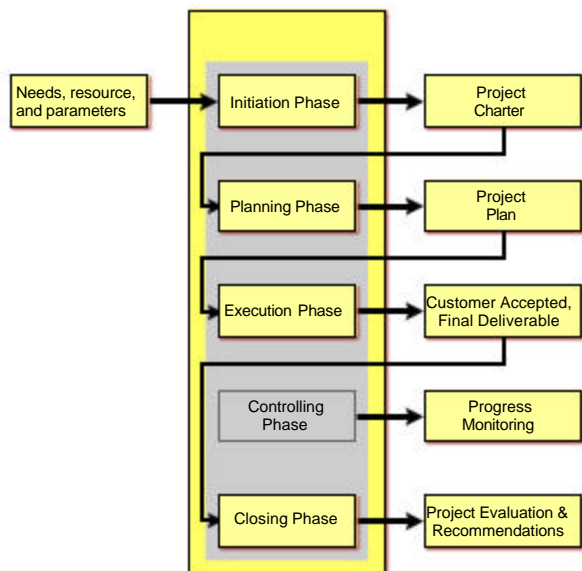 Needs, resource,
and parameters
Initiation Phase
Project
Charter
Planning Phase
Project
Plan
Execution Phase
Customer Accepted,
Final Deliverable
Controlling
Phase
Progress
Monitoring
Closing Phase
Project Evaluation &
Recommendations